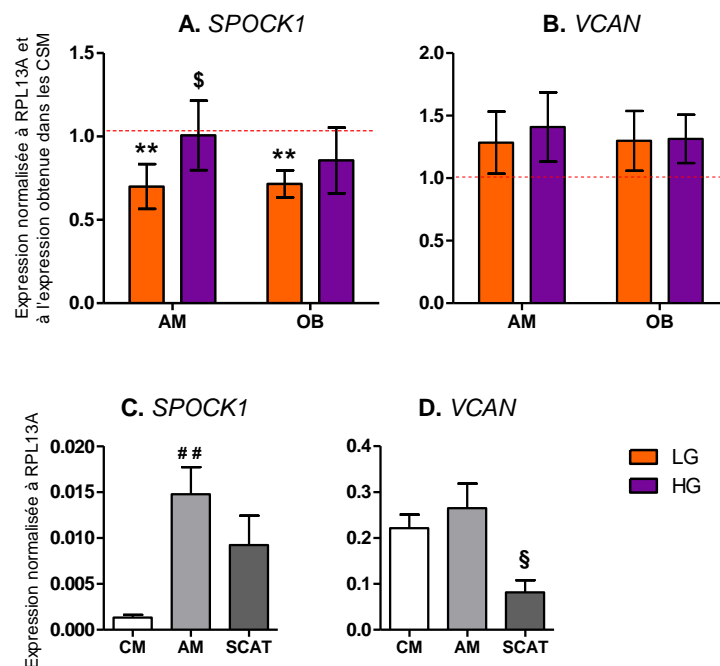 A. SPOCK1
B. VCAN
Expression normalisée à RPL13A et
à l'expression obtenue dans les CSM
1.5
1.0
0.5
0.0
**
$
**
AM
OB
2.0
1.5
1.0
0.5
0.0
AM
OB
C. SPOCK1
D. VCAN
Expression normalisée à RPL13A
0.020
0.015
0.010
0.005
0.000
##
CM
AM
SCAT
0.4
0.3
0.2
0.1
0.0
§
CM
AM
SCAT
LG
HG